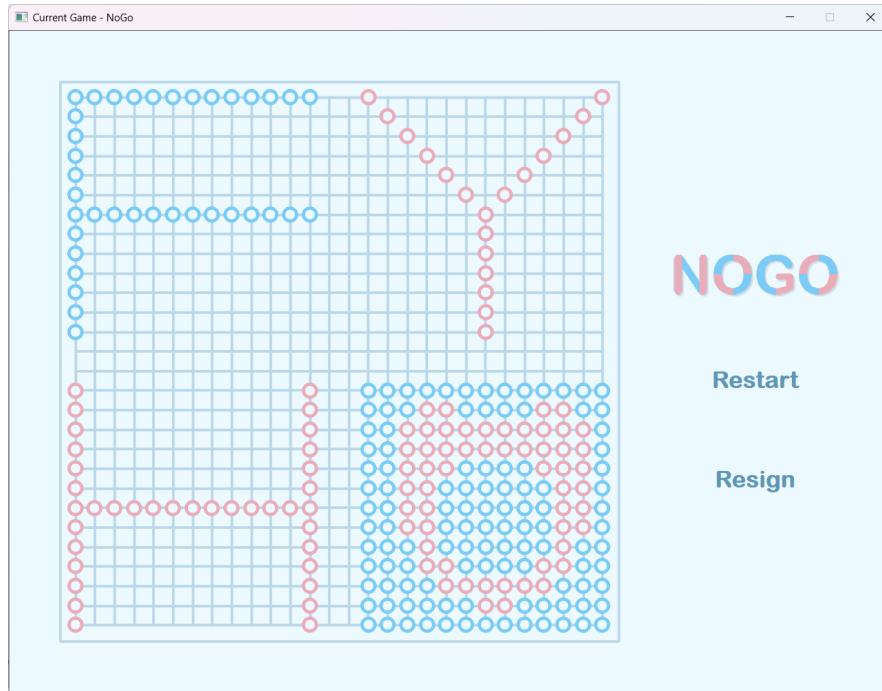 Current Game - NoGo
F Y
NOGO
Restart
H
Resign